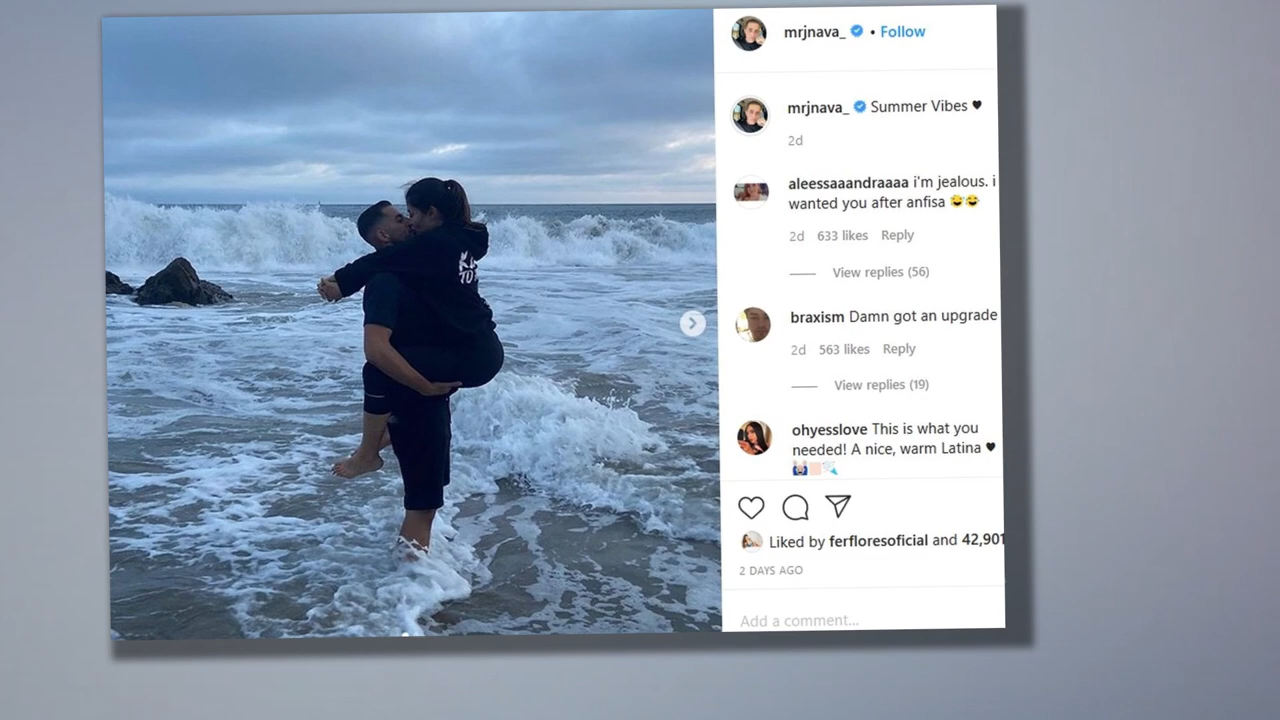 mrjnava_ • Follow
mrjnava_ Summer Vibes 🖤
2d
aleessaaandraaaa i'm jealous. i
wanted you after anfisa 😂😂
2d 633 likes Reply
View replies (56)
braxism Damn got an upgrade
2d 563 likes Reply
View replies (19)
ohyesslove This is what you
needed! A nice, warm Latina 🖤
Liked by ferfloresoficial and 42,901
2 DAYS AGO
Add a comment...